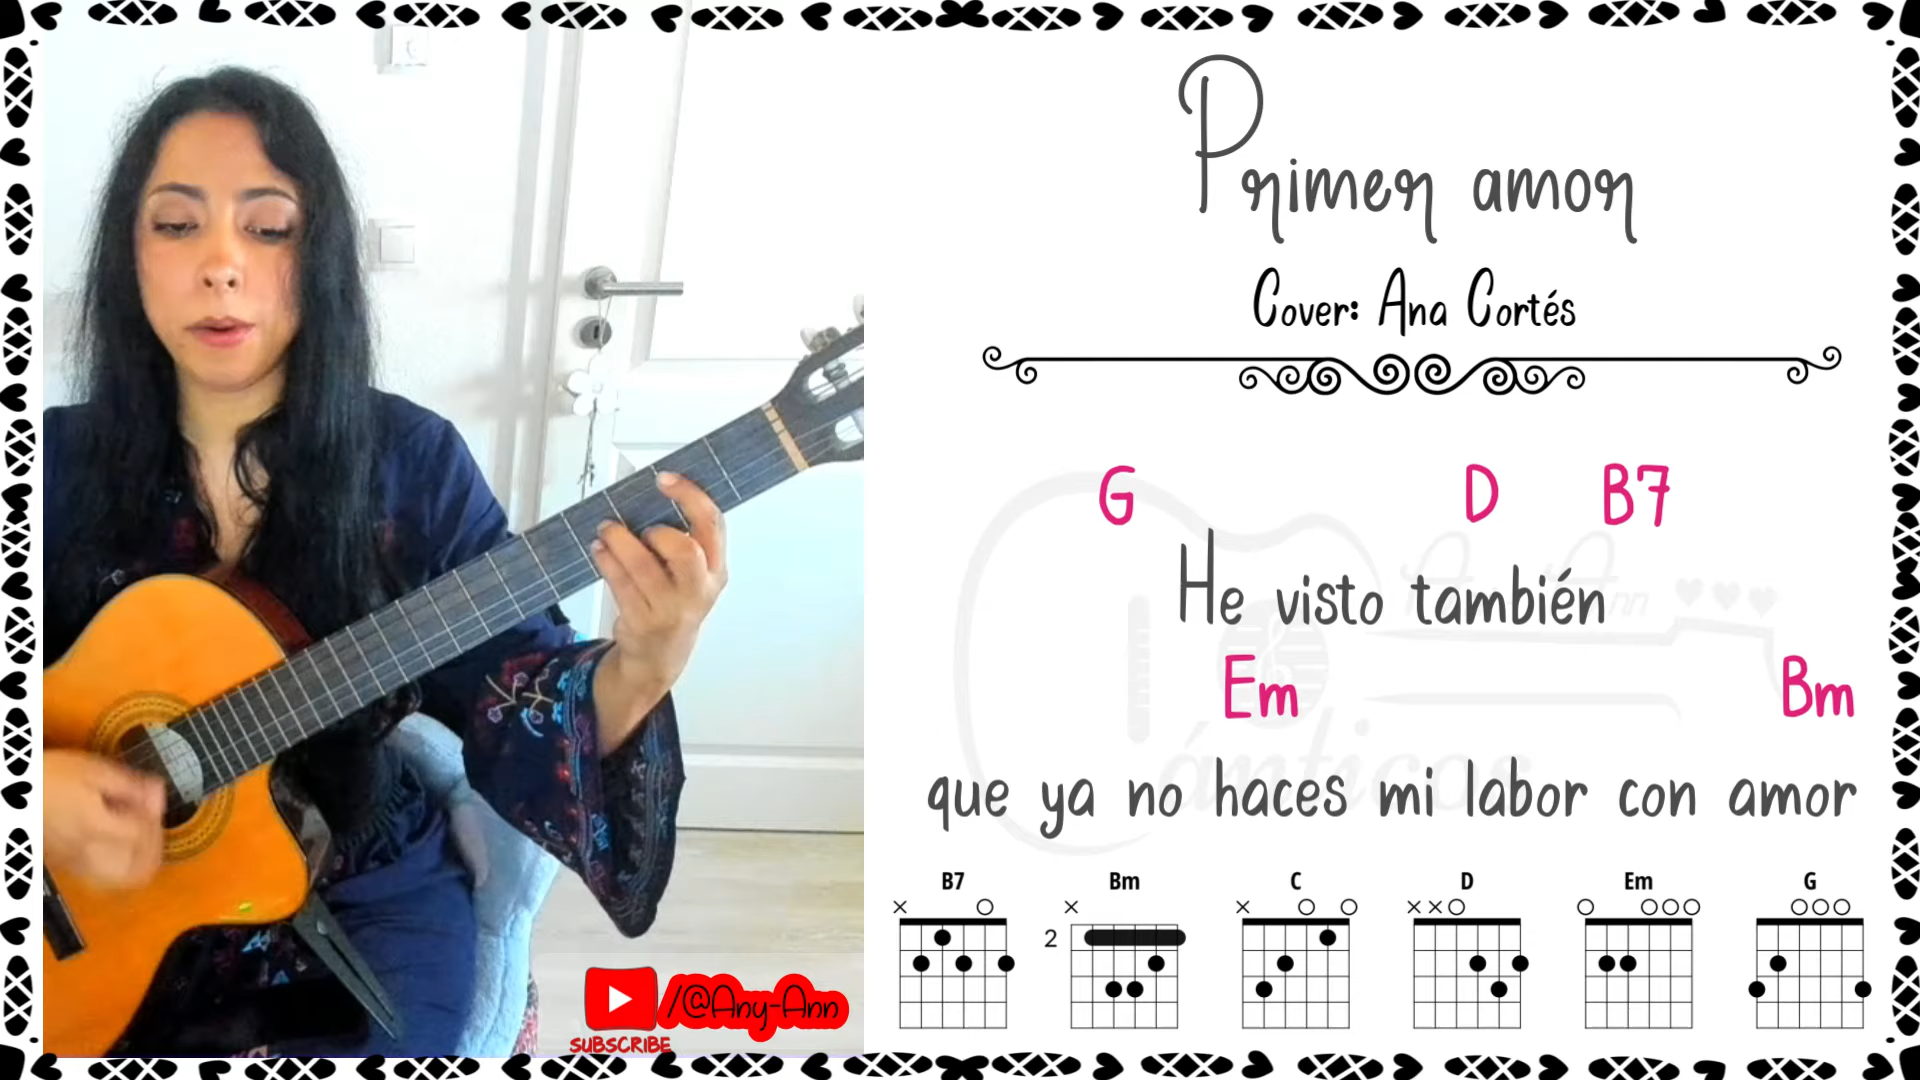 Primer amor
Cover: Ana Cortés
G D B7
He visto también
Em Bm
que ya no haces mi labor con amor
B7 Bm C D Em G
2
/@Any-Ann
SUBSCRIBE
ánticos